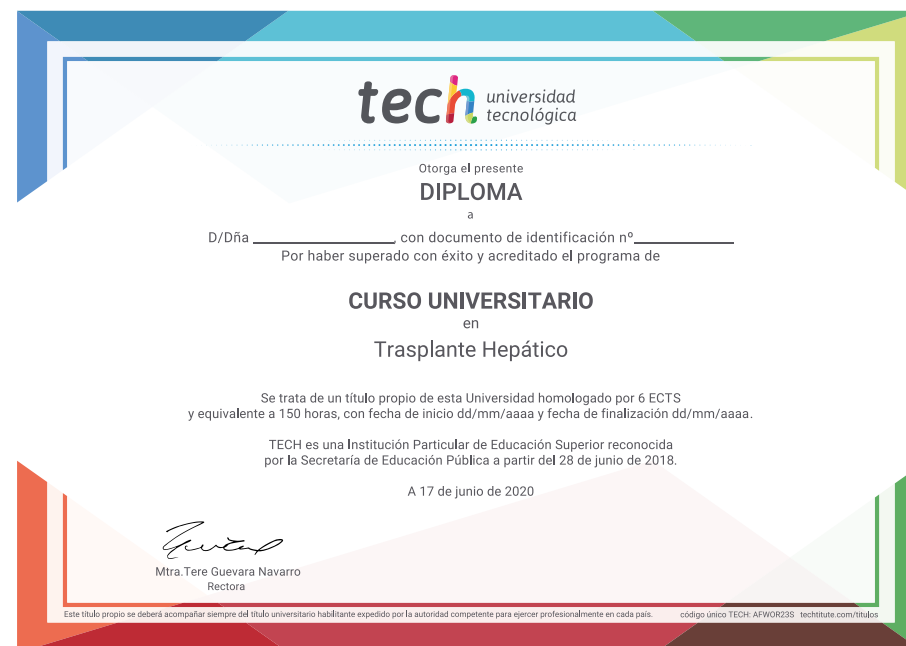 tech universidad
tecnológica
Otorga el presente
DIPLOMA
a
D/Dña ____________________, con documento de identificación nº______________
Por haber superado con éxito y acreditado el programa de
CURSO UNIVERSITARIO
en
Trasplante Hepático
Se trata de un título propio de esta Universidad homologado por 6 ECTS
y equivalente a 150 horas, con fecha de inicio dd/mm/aaaa y fecha de finalización dd/mm/aaaa.
TECH es una Institución Particular de Educación Superior reconocida
por la Secretaría de Educación Pública a partir del 28 de junio de 2018.
A 17 de junio de 2020
Mtra.Tere Guevara Navarro
Rectora
Este título propio se deberá acompañar siempre del título universitario habilitante expedido por la autoridad competente para ejercer profesionalmente en cada país. código único TECH: AFWOR23S techtitute.com/titulos